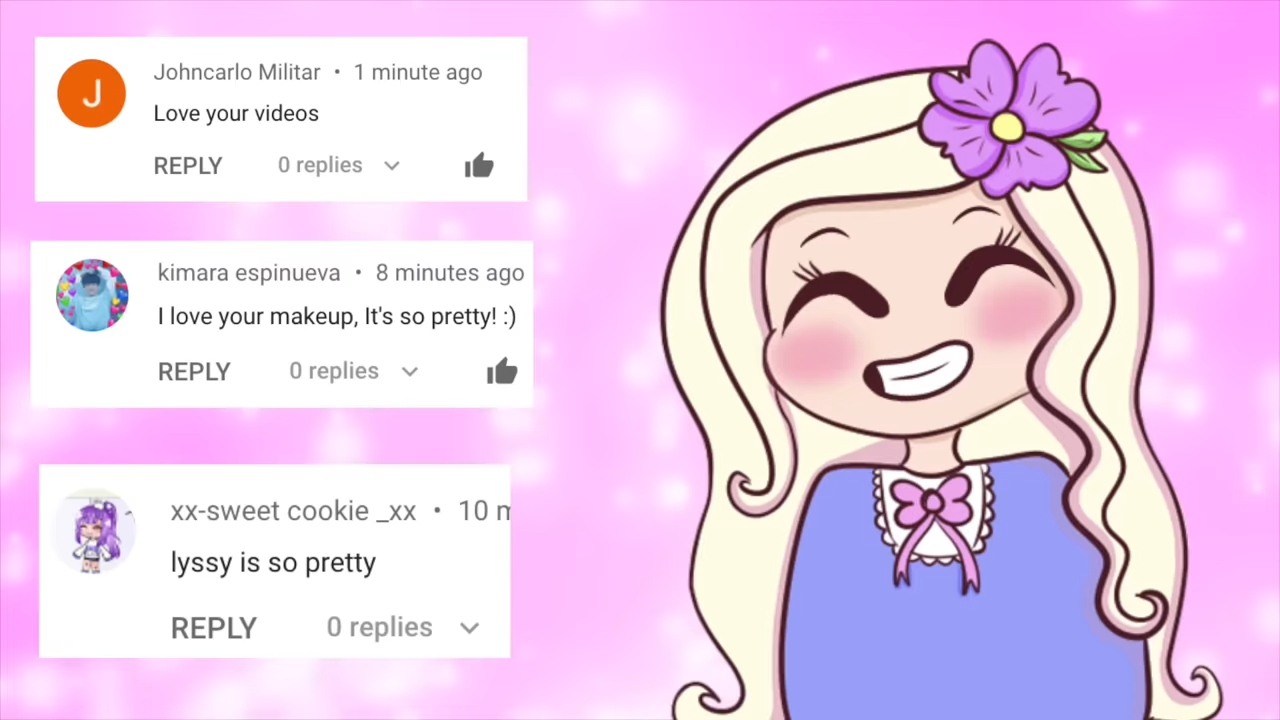 J
Johncarlo Militar • 1 minute ago
Love your videos
REPLY 0 replies
kimara espinueva • 8 minutes ago
I love your makeup, It's so pretty! :)
REPLY 0 replies
xx-sweet cookie _xx • 10
lyssy is so pretty
REPLY 0 replies